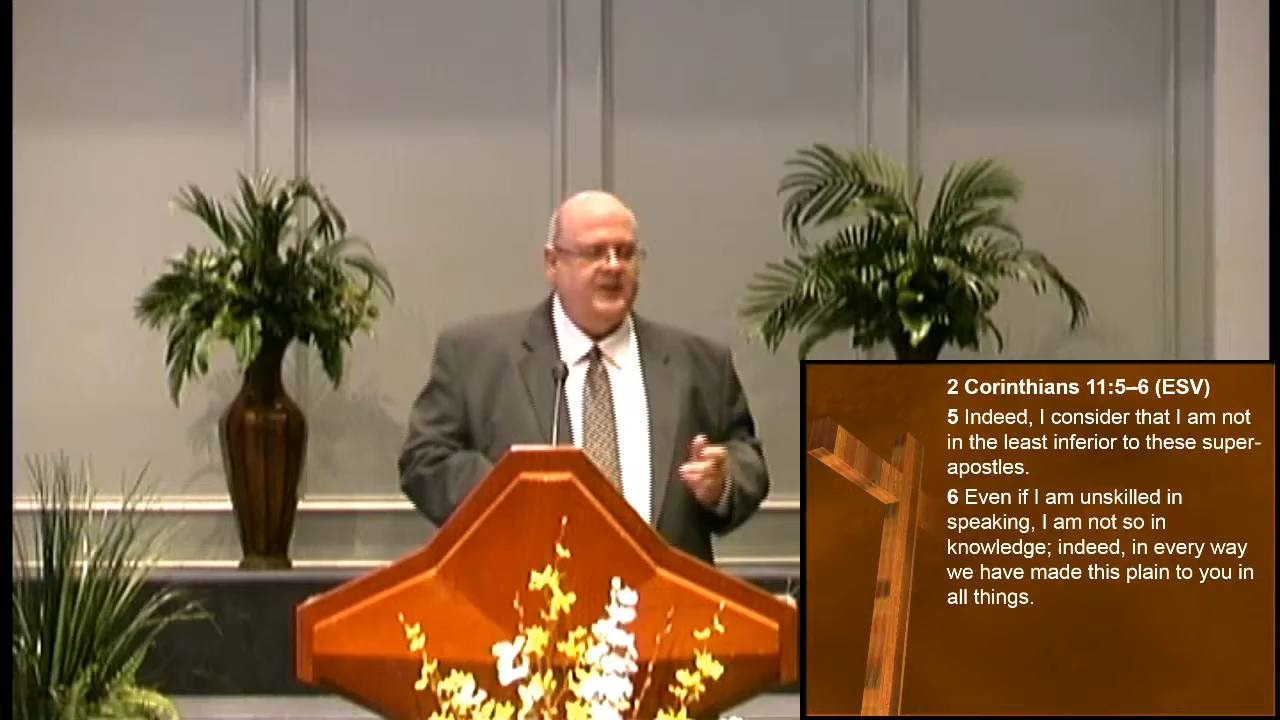 2 Corinthians 11:5–6 (ESV)
5 Indeed, I consider that I am not
in the least inferior to these super-
apostles.
6 Even if I am unskilled in
speaking, I am not so in
knowledge; indeed, in every way
we have made this plain to you in
all things.